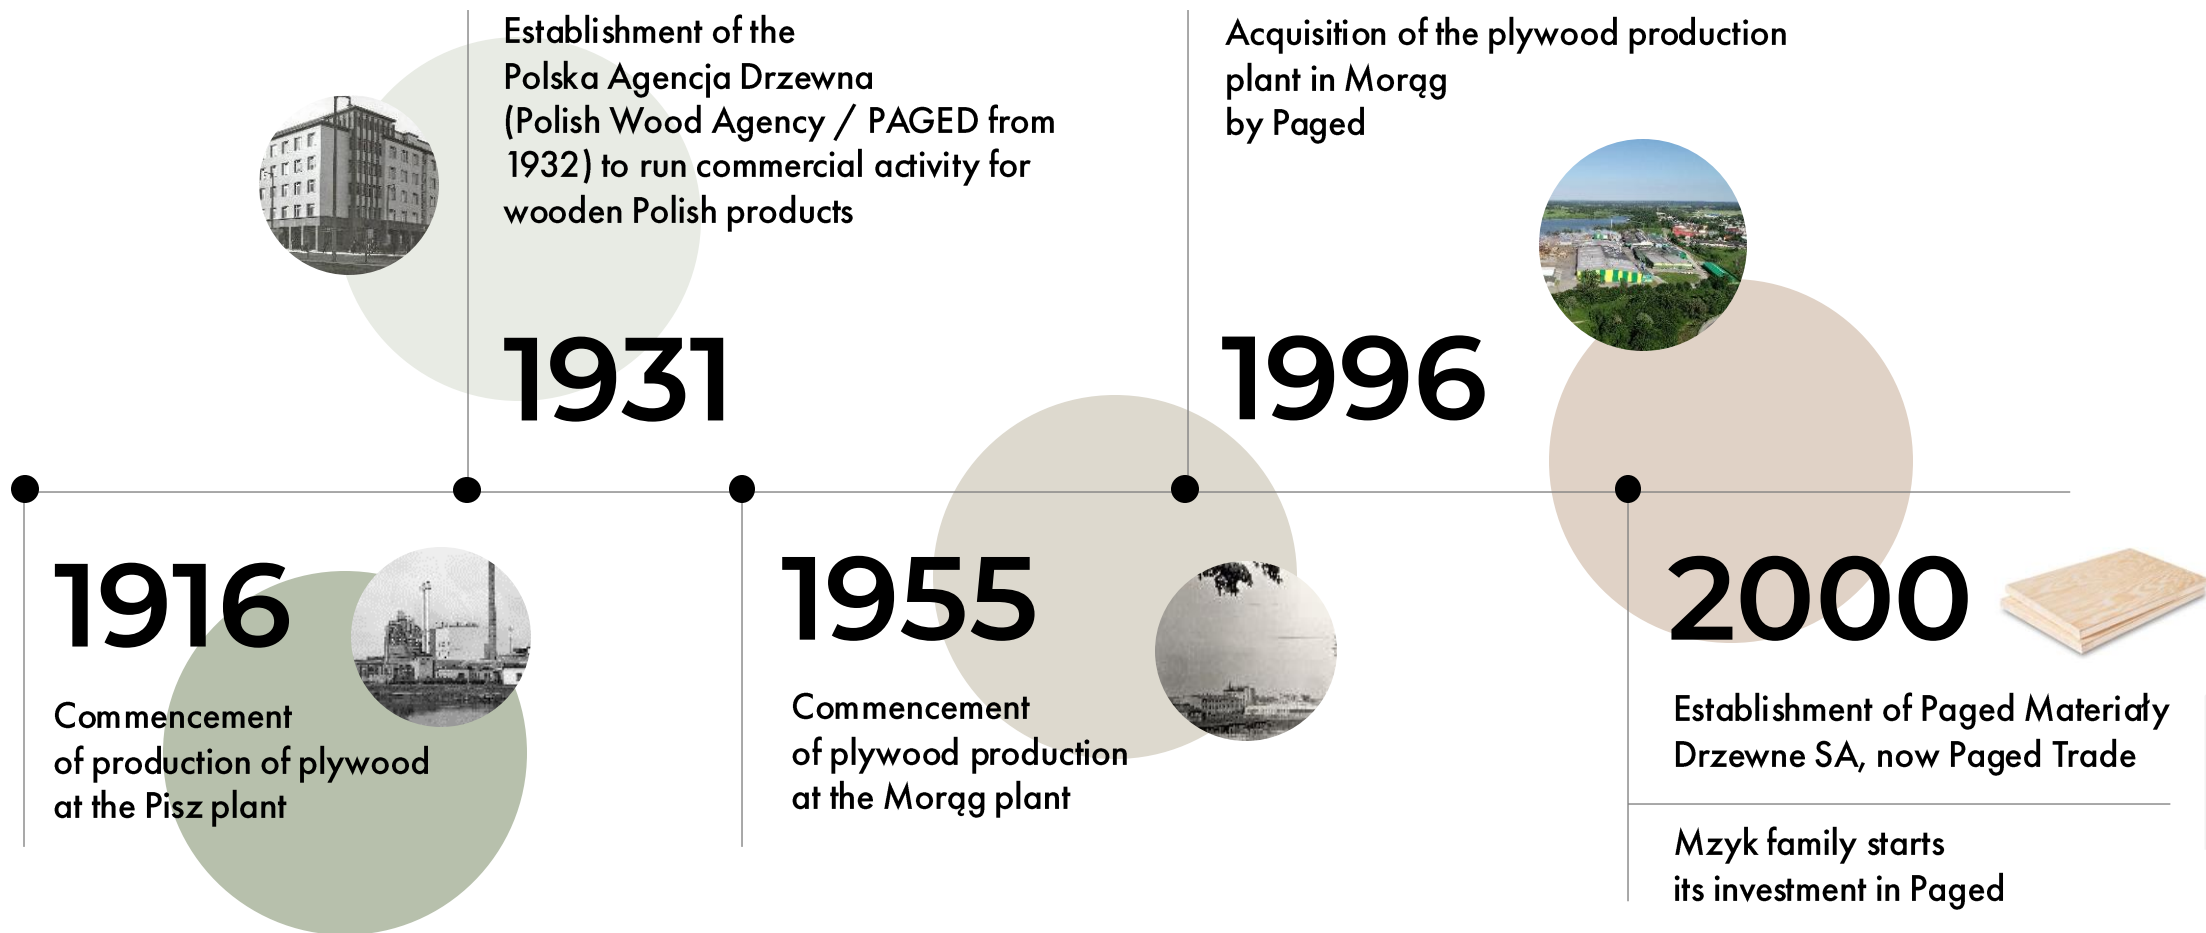 Establishment of the
Polska Agencja Drzewna
(Polish Wood Agency / PAGED from
1932) to run commercial activity for
wooden Polish products
1931
Acquisition of the plywood production
plant in Morąg
by Paged
1996
1916
Commencement
of production of plywood
at the Pisz plant
1955
Commencement
of plywood production
at the Morąg plant
2000
Establishment of Paged Materiały
Drzewne SA, now Paged Trade
Mzyk family starts
its investment in Paged